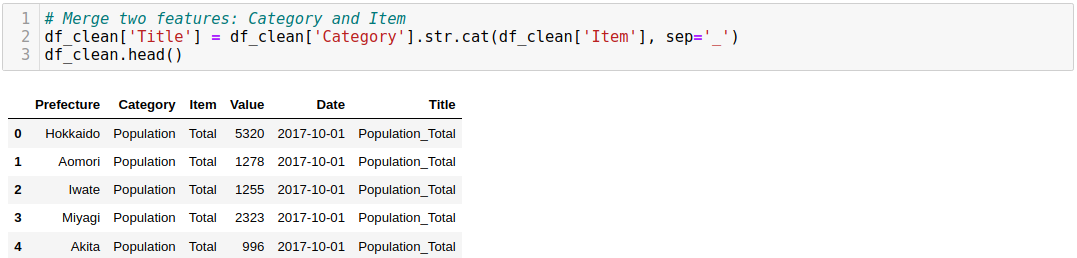 1 # Merge two features: Category and Item
2 df_clean['Title'] = df_clean['Category'].str.cat(df_clean['Item'], sep='_')
3 df_clean.head()
Prefecture Category Item Value Date Title
0 Hokkaido Population Total 5320 2017-10-01 Population_Total
1 Aomori Population Total 1278 2017-10-01 Population_Total
2 Iwate Population Total 1255 2017-10-01 Population_Total
3 Miyagi Population Total 2323 2017-10-01 Population_Total
4 Akita Population Total 996 2017-10-01 Population_Total